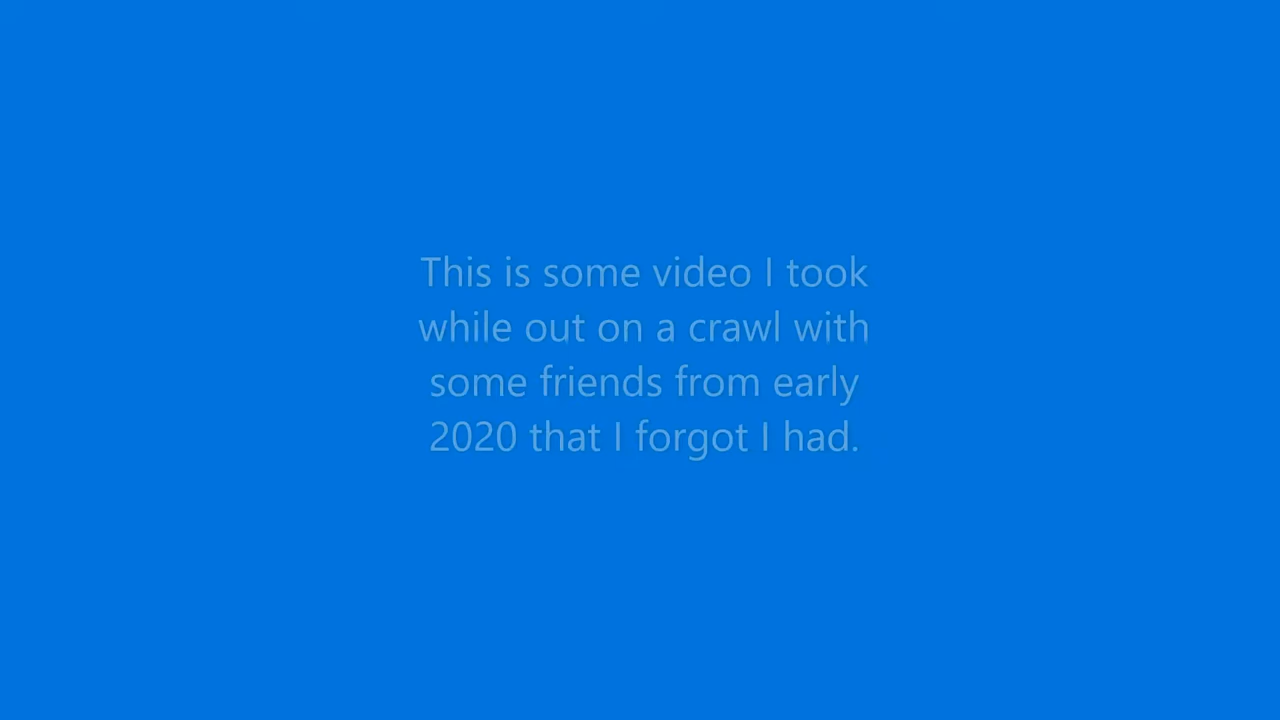 This is some video I took
while out on a crawl with
some friends from early
2020 that I forgot I had.